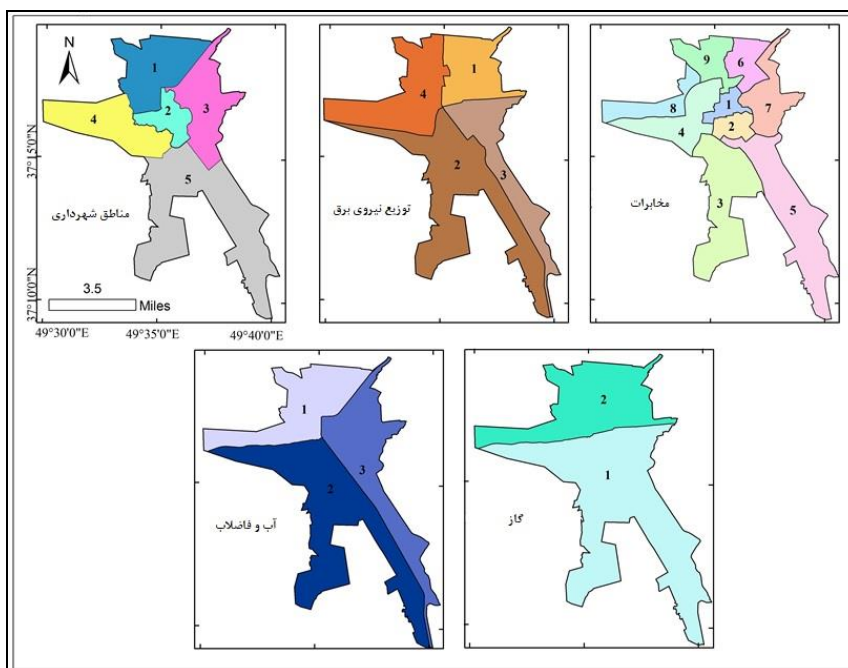 N
1
2
3
4
5
مناطق شهرداری
3.5
Miles
37°15'0"N
37°10'0"N
49°30'0"E
49°35'0"E
49°40'0"E
1
4
2
3
توزیع نیروی برق
9
6
8
1
7
4
2
3
5
مخابرات
1
3
2
آب و فاضلاب
2
1
گاز